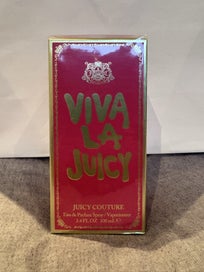 VIVA
LA
JUICY
JUICY COUTURE
Eau de Parfum Spray / Vaporisateur
3.4 FL OZ 100 mL ℮